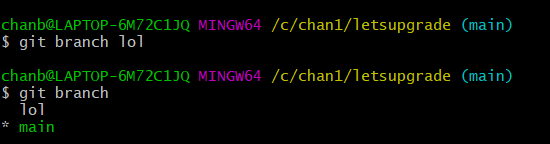 chanb@LAPTOP-6M72C1JQ MINGW64 /c/chan1/letsupgrade (main)
$ git branch lol
chanb@LAPTOP-6M72C1JQ MINGW64 /c/chan1/letsupgrade (main)
$ git branch
  lol
* main